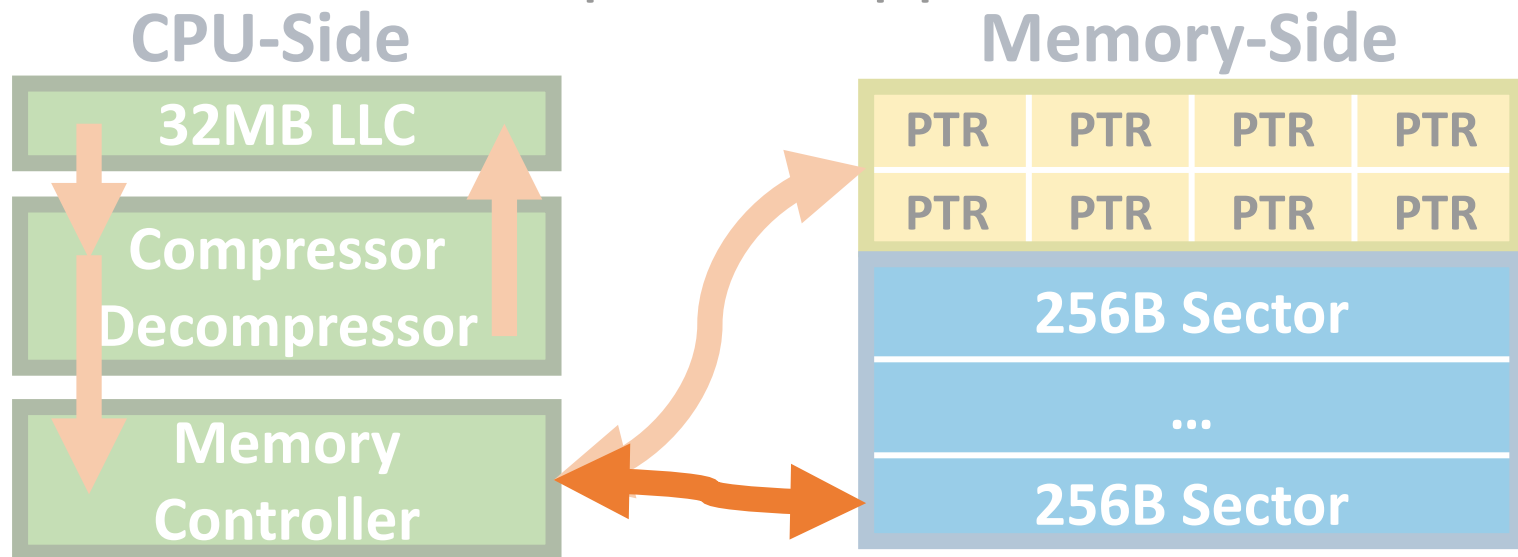 CPU-Side
Memory-Side
32MB LLC
Compressor
Decompressor
Memory
Controller
PTR PTR PTR PTR
PTR PTR PTR PTR
256B Sector
...
256B Sector